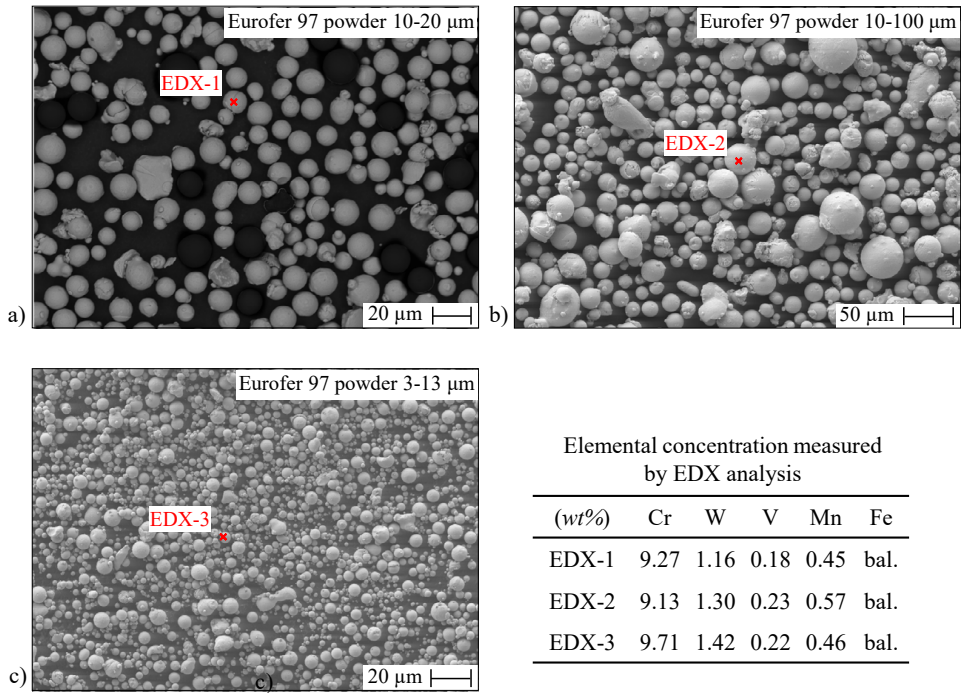 Eurofer 97 powder 10-20 µm
EDX-1
a)
20 µm
Eurofer 97 powder 10-100 µm
EDX-2
b)
50 µm
Eurofer 97 powder 3-13 µm
EDX-3
c)
c)
20 µm
Elemental concentration measured
by EDX analysis
(wt%) Cr W V Mn Fe
EDX-1 9.27 1.16 0.18 0.45 bal.
EDX-2 9.13 1.30 0.23 0.57 bal.
EDX-3 9.71 1.42 0.22 0.46 bal.